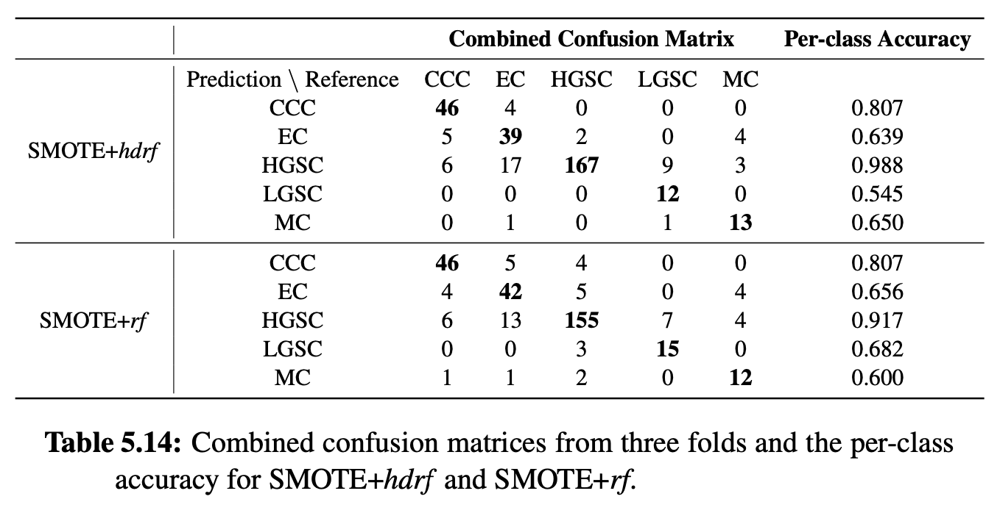 Combined Confusion Matrix Per-class Accuracy
Prediction \ Reference CCC EC HGSC LGSC MC
CCC 46 4 0 0 0 0.807
EC 5 39 2 0 4 0.639
SMOTE+hdrf
HGSC 6 17 167 9 3 0.988
LGSC 0 0 0 12 0 0.545
MC 0 1 0 1 13 0.650
CCC 46 5 4 0 0 0.807
EC 4 42 5 0 4 0.656
SMOTE+rf
HGSC 6 13 155 7 4 0.917
LGSC 0 0 3 15 0 0.682
MC 1 1 2 0 12 0.600
Table 5.14: Combined confusion matrices from three folds and the per-class
accuracy for SMOTE+hdrf and SMOTE+rf.